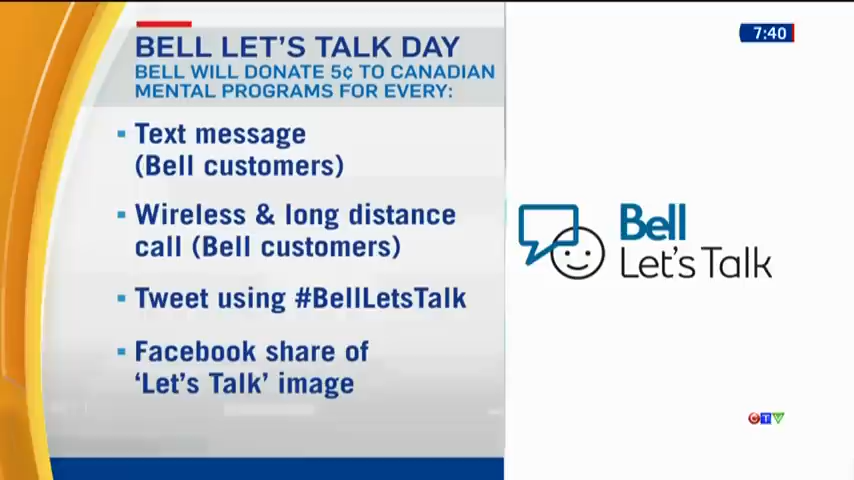 BELL LET'S TALK DAY
BELL WILL DONATE 5¢ TO CANADIAN
MENTAL PROGRAMS FOR EVERY:
▪ Text message
(Bell customers)
▪ Wireless & long distance
call (Bell customers)
▪ Tweet using #BellLetsTalk
▪ Facebook share of
‘Let's Talk’ image
7:40
Bell
Let's Talk
CTV